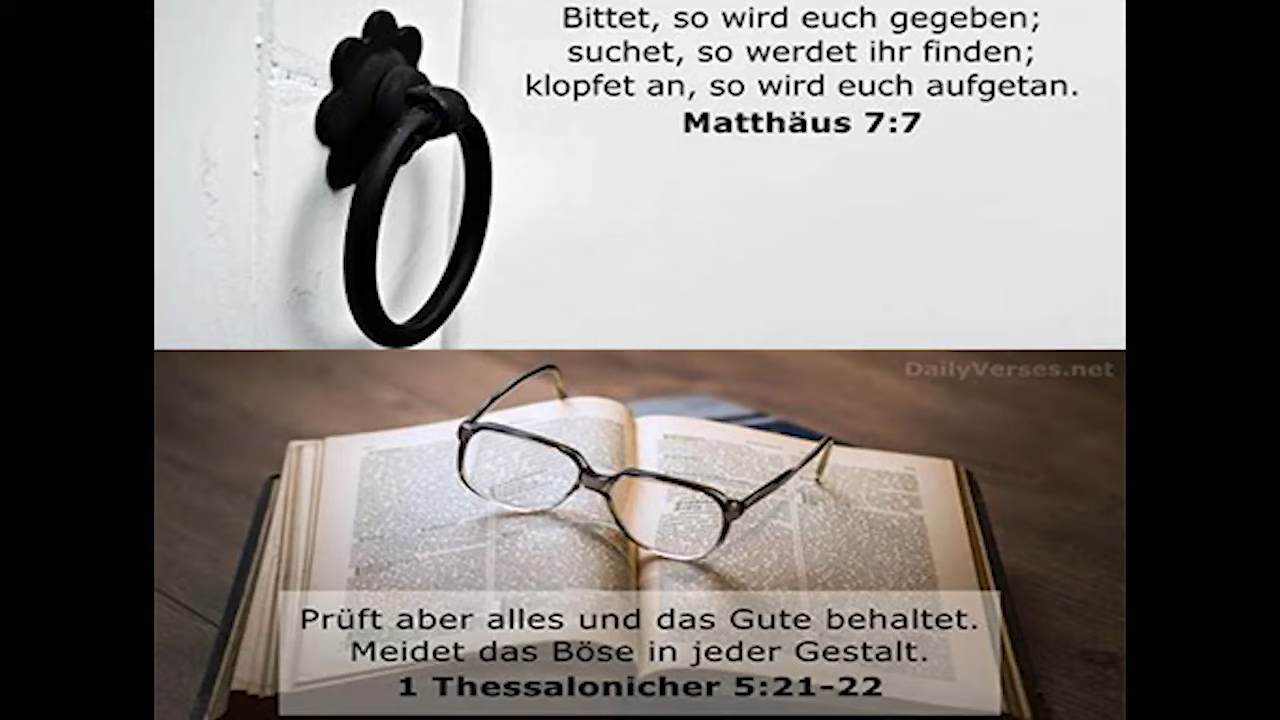 Bittet, so wird euch gegeben;
suchet, so werdet ihr finden;
klopfet an, so wird euch aufgetan.
Matthäus 7:7
DailyVerses.net
Prüft aber alles und das Gute behaltet.
Meidet das Böse in jeder Gestalt.
1 Thessalonicher 5:21-22